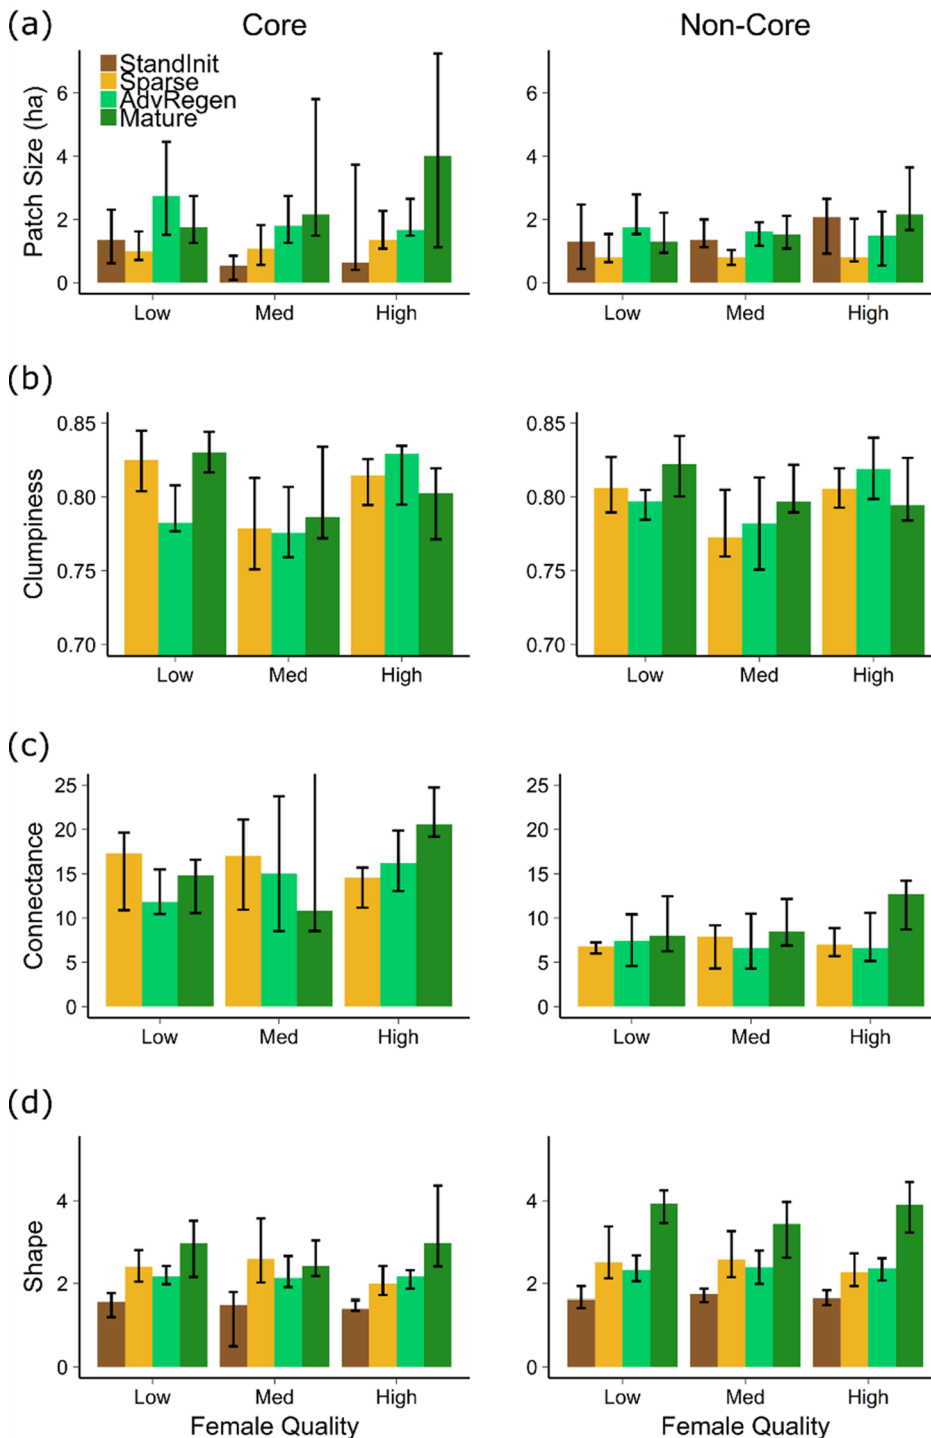 (a)
Core
Non-Core
StandInit
Sparse
AdvRegen
Mature
Patch Size (ha)
6
4
2
0
Low Med High
6
4
2
0
Low Med High
(b)
Clumpiness
0.85
0.80
0.75
0.70
Low Med High
0.85
0.80
0.75
0.70
Low Med High
(c)
Connectance
25
20
15
10
5
0
Low Med High
25
20
15
10
5
0
Low Med High
(d)
Shape
4
2
0
Low Med High
Female Quality
4
2
0
Low Med High
Female Quality